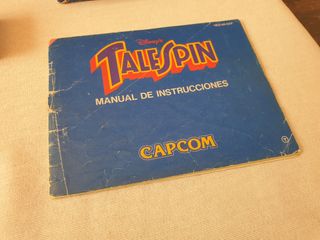 Disney's
TALESPIN
MANUAL DE INSTRUCCIONES
CAPCOM